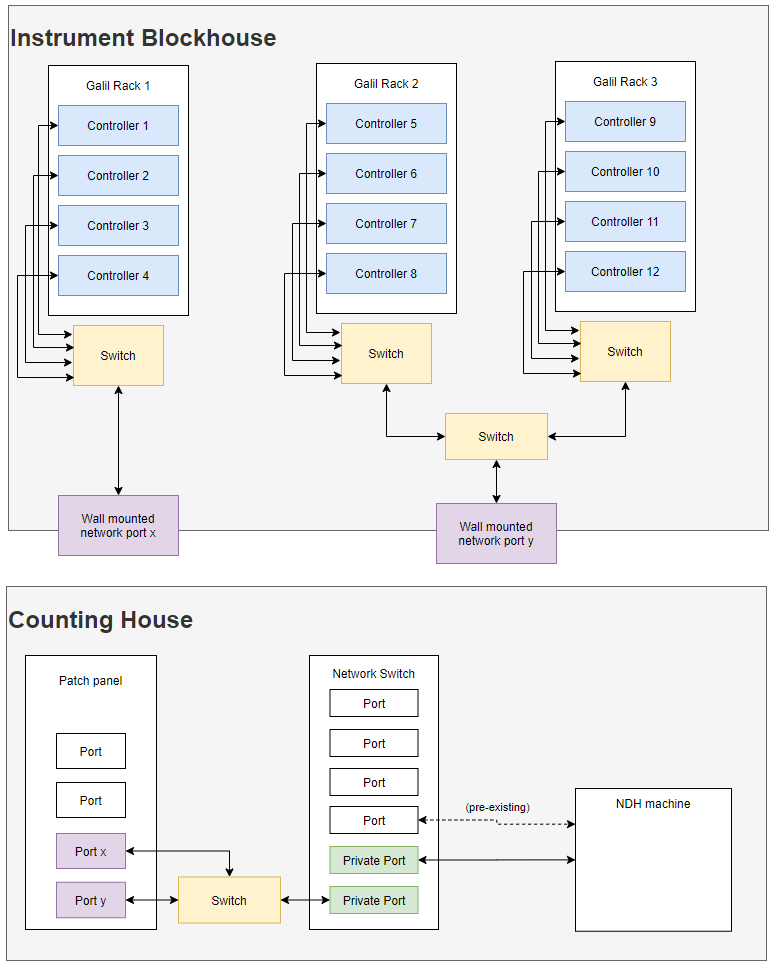 Instrument Blockhouse
Galil Rack 1
Controller 1
Controller 2
Controller 3
Controller 4
Switch
Wall mounted
network port x
Galil Rack 2
Controller 5
Controller 6
Controller 7
Controller 8
Switch
Galil Rack 3
Controller 9
Controller 10
Controller 11
Controller 12
Switch
Switch
Wall mounted
network port y
Counting House
Patch panel
Port
Port
Port x
Port y
Switch
Network Switch
Port
Port
Port
Port
Private Port
Private Port
(pre-existing)
NDH machine